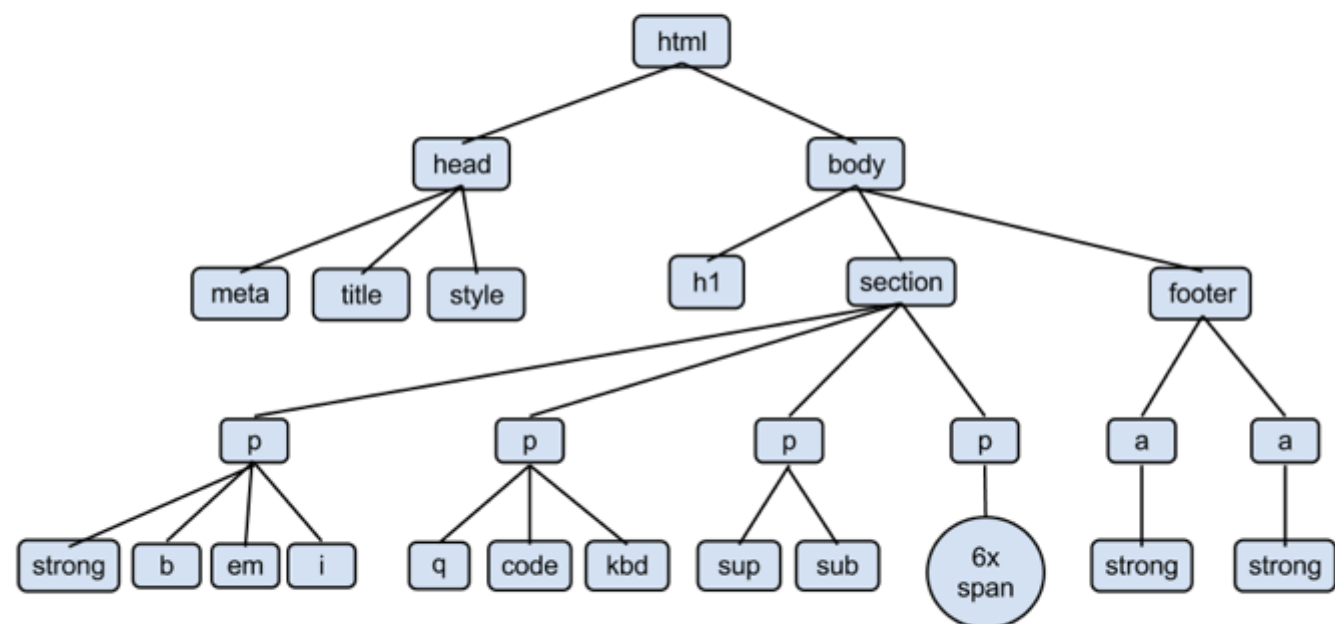 html
head
body
meta
title
style
h1
section
footer
p
p
p
p
a
a
strong
b
em
i
q
code
kbd
sup
sub
6x
span
strong
strong